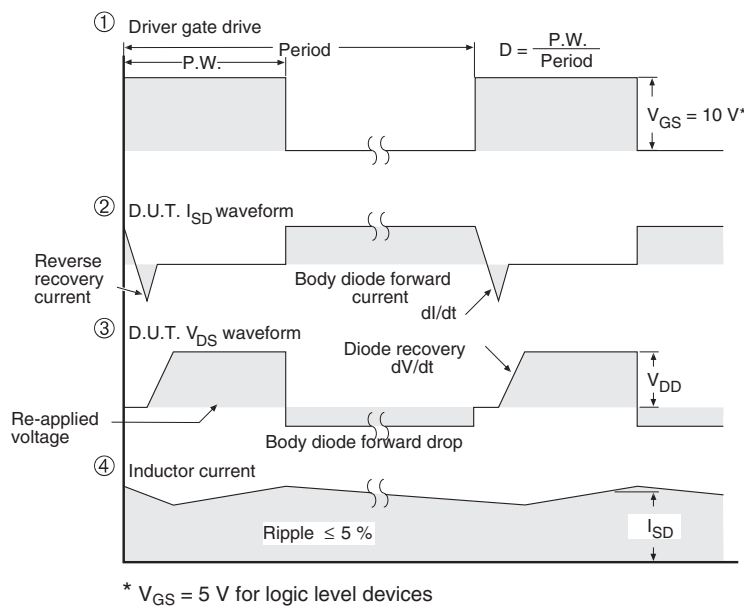 ① Driver gate drive
Period
P.W.
D = P.W.
Period
V_GS = 10 V*
② D.U.T. I_SD waveform
Reverse
recovery
current
Body diode forward
current
dI/dt
③ D.U.T. V_DS waveform
Diode recovery
dV/dt
V_DD
Re-applied
voltage
Body diode forward drop
④ Inductor current
Ripple ≤ 5 %
I_SD
* V_GS = 5 V for logic level devices